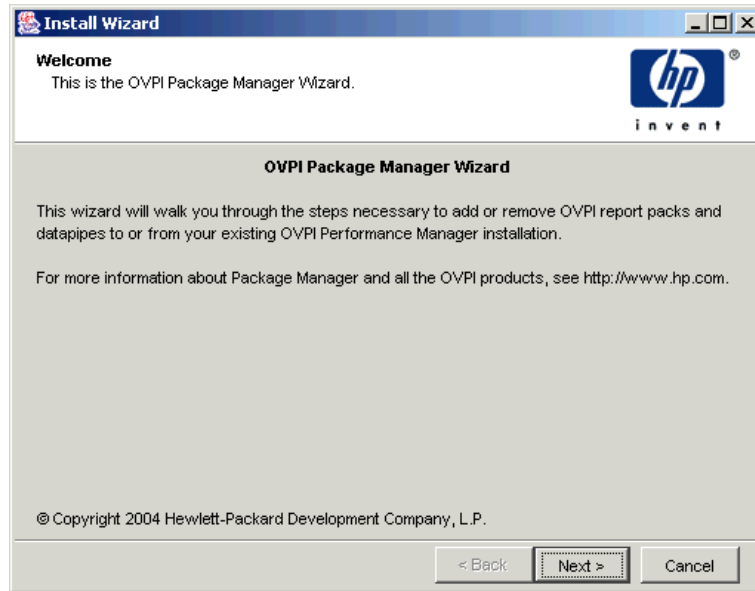 Install Wizard
Welcome
This is the OVPI Package Manager Wizard.
hp
®
invent
OVPI Package Manager Wizard
This wizard will walk you through the steps necessary to add or remove OVPI report packs and
datapipes to or from your existing OVPI Performance Manager installation.
For more information about Package Manager and all the OVPI products, see http://www.hp.com.
© Copyright 2004 Hewlett-Packard Development Company, L.P.
< Back Next > Cancel